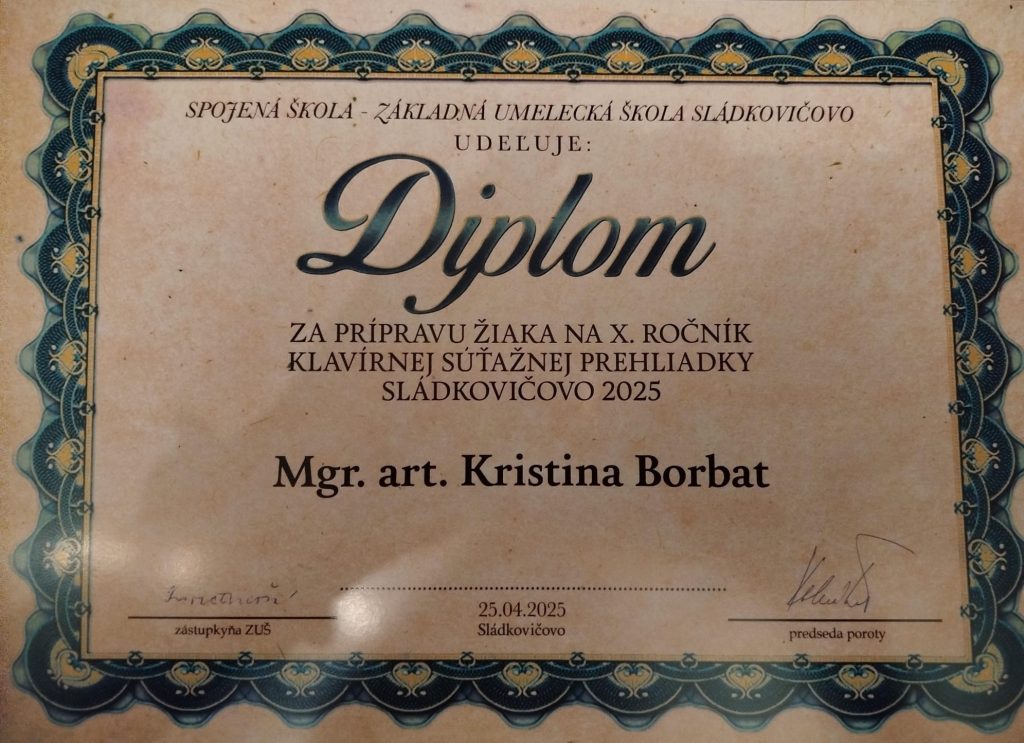 SPOJENÁ ŠKOLA - ZÁKLADNÁ UMELECKÁ ŠKOLA SLÁDKOVIČOVO
UDEĽUJE:
Diplom
ZA PRÍPRAVU ŽIAKA NA X. ROČNÍK
KLAVÍRNEJ SÚŤAŽNEJ PREHLIADKY
SLÁDKOVIČOVO 2025
Mgr. art. Kristina Borbat
25.04.2025
Sládkovičovo
zástupkyňa ZUŠ
predseda poroty